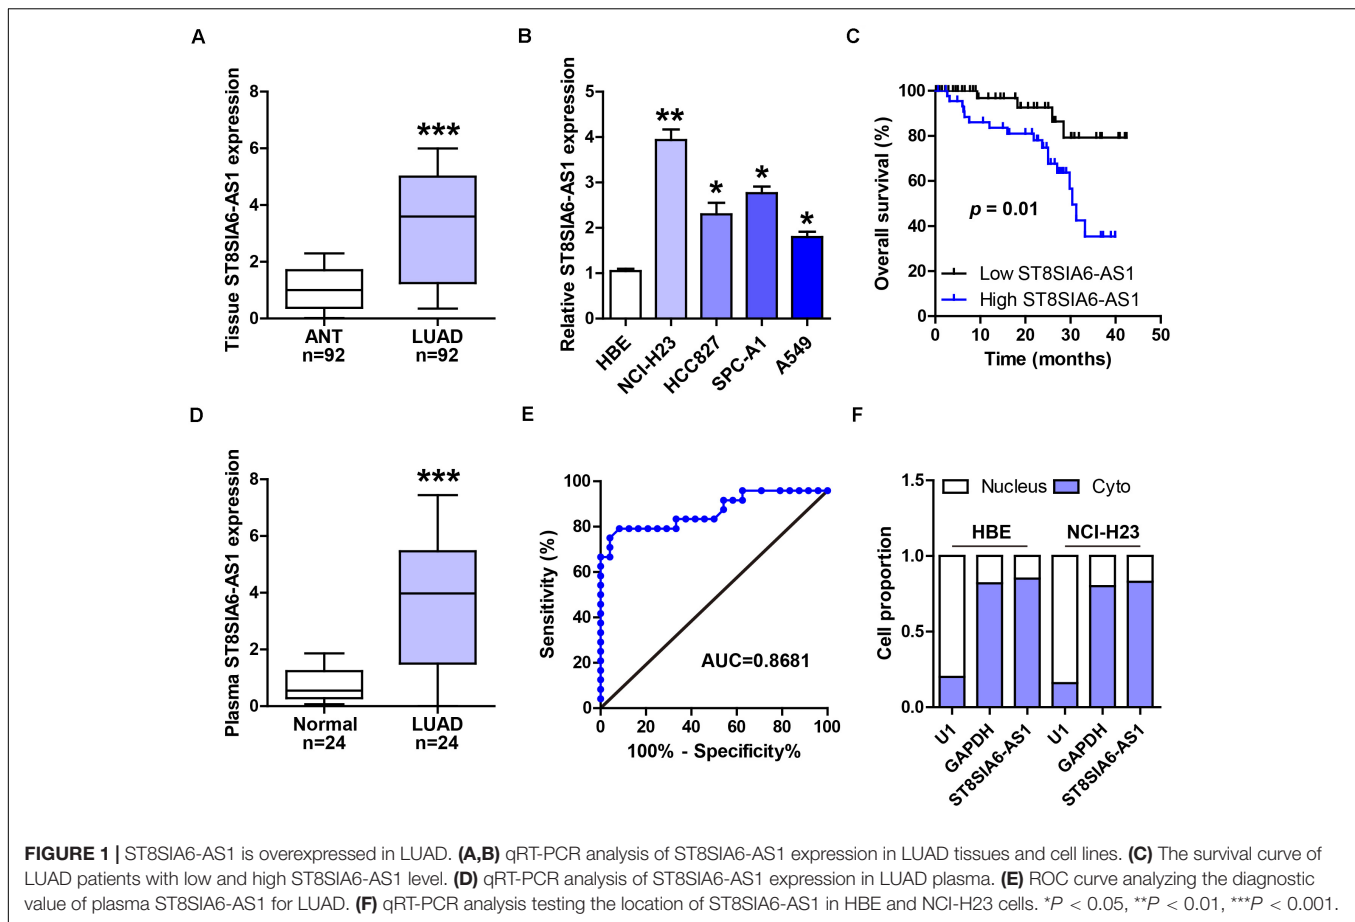 A
Tissue ST8SIA6-AS1 expression
8
6
4
2
0
***
ANT
n=92
LUAD
n=92
B
Relative ST8SIA6-AS1 expression
5
4
3
2
1
0
**
*
*
*
HBE
NCI-H23
HCC827
SPC-A1
A549
C
Overall survival (%)
100
80
60
40
20
0
p = 0.01
Low ST8SIA6-AS1
High ST8SIA6-AS1
0 10 20 30 40 50
Time (months)
D
Plasma ST8SIA6-AS1 expression
8
6
4
2
0
***
Normal
n=24
LUAD
n=24
E
Sensitivity (%)
100
80
60
40
20
0
AUC=0.8681
0 20 40 60 80 100
100% - Specificity%
F
Cell proportion
1.5
1.0
0.5
0.0
Nucleus Cyto
HBE NCI-H23
U1
GAPDH
ST8SIA6-AS1
U1
GAPDH
ST8SIA6-AS1
FIGURE 1 | ST8SIA6-AS1 is overexpressed in LUAD. (A,B) qRT-PCR analysis of ST8SIA6-AS1 expression in LUAD tissues and cell lines. (C) The survival curve of
LUAD patients with low and high ST8SIA6-AS1 level. (D) qRT-PCR analysis of ST8SIA6-AS1 expression in LUAD plasma. (E) ROC curve analyzing the diagnostic
value of plasma ST8SIA6-AS1 for LUAD. (F) qRT-PCR analysis testing the location of ST8SIA6-AS1 in HBE and NCI-H23 cells. *P < 0.05, **P < 0.01, ***P < 0.001.